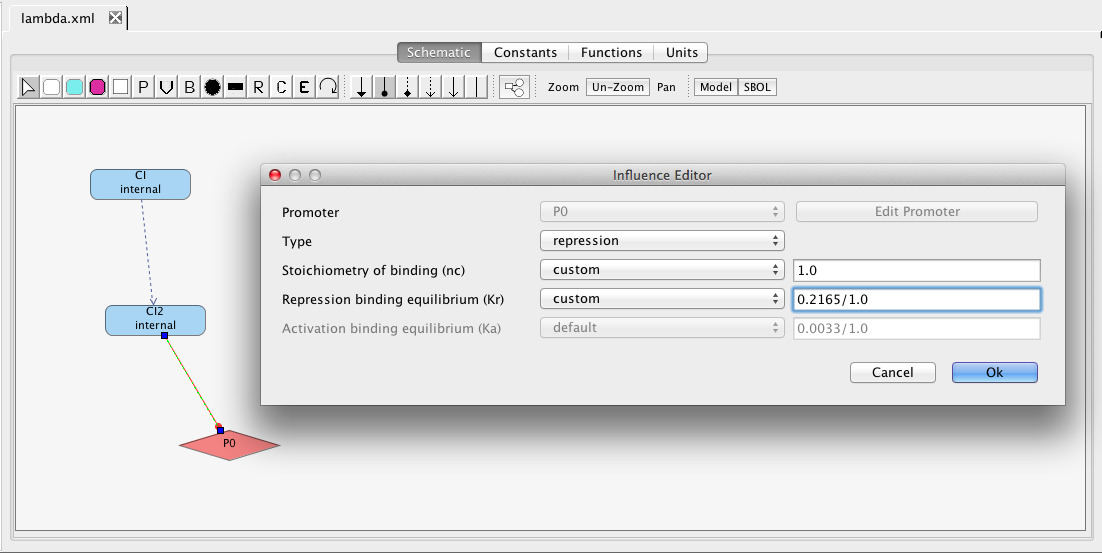 lambda.xml
Schematic Constants Functions Units
P V B R C E Zoom Un-Zoom Pan Model SBOL
CI
internal
Influence Editor
Promoter P0 Edit Promoter
Type repression
Stoichiometry of binding (nc) custom 1.0
Repression binding equilibrium (Kr) custom 0.2165/1.0
CI2
internal
Activation binding equilibrium (Ka) default 0.0033/1.0
Cancel Ok
P0